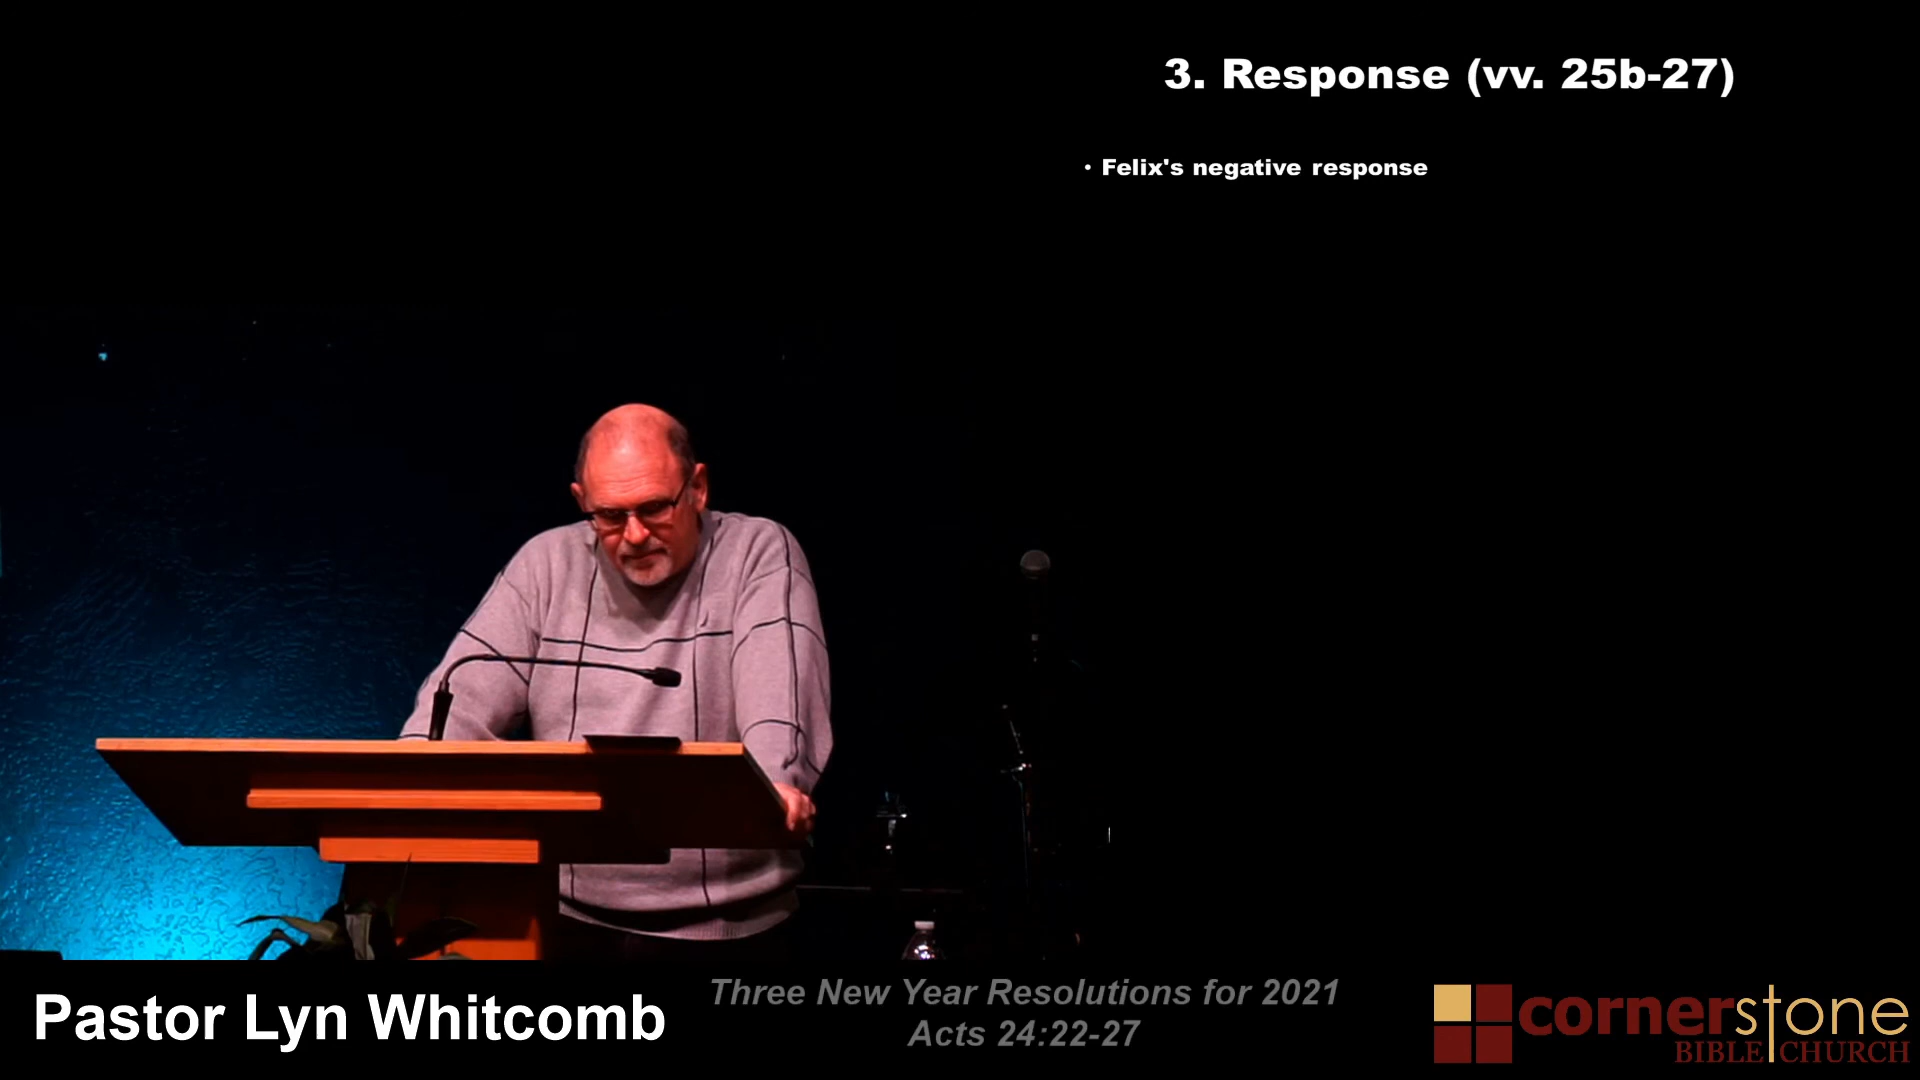 3. Response (vv. 25b-27)
• Felix's negative response
Pastor Lyn Whitcomb
Three New Year Resolutions for 2021
Acts 24:22-27
cornerstone
BIBLE CHURCH